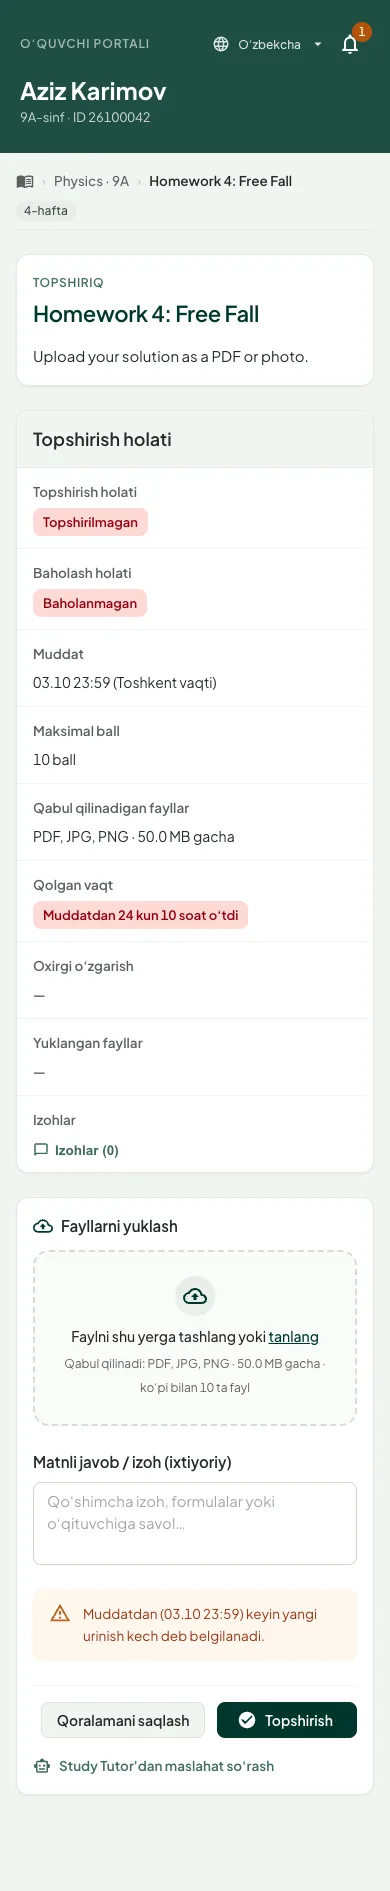 O‘QUVCHI PORTALI
O‘zbekcha
1
Aziz Karimov
9A-sinf · ID 26100042
Physics · 9A › Homework 4: Free Fall
4-hafta
TOPSHIRIQ
Homework 4: Free Fall
Upload your solution as a PDF or photo.
Topshirish holati
Topshirish holati
Topshirilmagan
Baholash holati
Baholanmagan
Muddat
03.10 23:59 (Toshkent vaqti)
Maksimal ball
10 ball
Qabul qilinadigan fayllar
PDF, JPG, PNG · 50.0 MB gacha
Qolgan vaqt
Muddatdan 24 kun 10 soat o‘tdi
Oxirgi o‘zgarish
—
Yuklangan fayllar
—
Izohlar
Izohlar (0)
Fayllarni yuklash
Faylni shu yerga tashlang yoki tanlang
Qabul qilinadi: PDF, JPG, PNG · 50.0 MB gacha ·
ko‘pi bilan 10 ta fayl
Matnli javob / izoh (ixtiyoriy)
Qo‘shimcha izoh, formulalar yoki
o‘qituvchiga savol...
Muddatdan (03.10 23:59) keyin yangi
urinish kech deb belgilanadi.
Qoralamani saqlash
Topshirish
Study Tutor'dan maslahat so‘rash